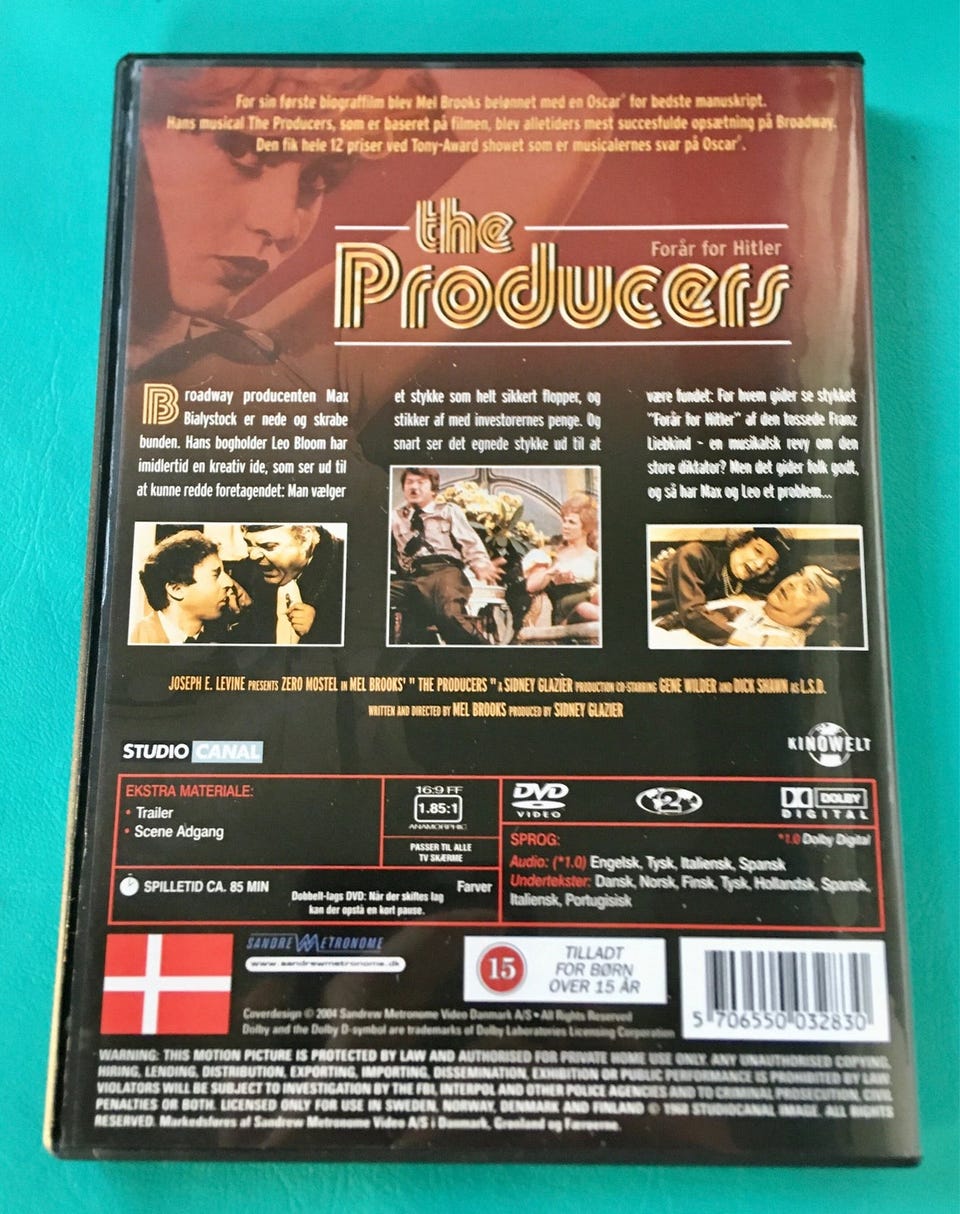 For sin første biograffilm blev Mel Brooks belønnet med en Oscar® for bedste manuskript.
Hans musical The Producers, som er baseret på filmen, blev alletiders mest succesfulde opsætning på Broadway.
Den fik hele 12 priser ved Tony-Award showet som er musicalernes svar på Oscar®.
the
Forår for Hitler
Producers
Broadway producenten Max
Bialystock er nede og skrabe
bunden. Hans bogholder Leo Bloom har
imidlertid en kreativ ide, som ser ud til
at kunne redde foretagendet: Man vælger
et stykke som helt sikkert flopper, og
stikker af med investorernes penge. Og
snart ser det egnede stykke ud til at
være fundet: For hvem gider se stykket
"Forår for Hitler" af den tossede Franz
Liebkind - en musikalsk revy om den
store diktator? Men det gider folk godt,
og så har Max og Leo et problem...
JOSEPH E. LEVINE PRESENTS ZERO MOSTEL IN MEL BROOKS' " THE PRODUCERS " A SIDNEY GLAZIER PRODUCTION CO-STARRING GENE WILDER AND DICK SHAWN AS L.S.D.
WRITTEN AND DIRECTED BY MEL BROOKS PRODUCED BY SIDNEY GLAZIER
STUDIO CANAL
KINOWELT
EKSTRA MATERIALE:
• Trailer
• Scene Adgang
16:9 FF
1.85:1
ANAMORPHIC
PASSER TIL ALLE
TV SKÆRME
SPILLETID CA. 85 MIN
Dobbelt-lags DVD: Når der skiftes lag
kan der opstå en kort pause.
Farver
DVD
VIDEO
2
DOLBY
DIGITAL
SPROG:
*1.0 Dolby Digital
Audio: (*1.0) Engelsk, Tysk, Italiensk, Spansk
Undertekster: Dansk, Norsk, Finsk, Tysk, Hollandsk, Spansk,
Italiensk, Portugisisk
SANDREW METRONOME
www.sandrewmetronome.dk
15
TILLADT
FOR BØRN
OVER 15 ÅR
5 706550 032830
Coverdesign © 2004 Sandrew Metronome Video Danmark A/S • All Rights Reserved
Dolby and the Dolby D-symbol are trademarks of Dolby Laboratories Licensing Corporation
WARNING: THIS MOTION PICTURE IS PROTECTED BY LAW AND AUTHORISED FOR PRIVATE HOME USE ONLY. ANY UNAUTHORISED COPYING,
HIRING, LENDING, DISTRIBUTION, EXPORTING, IMPORTING, DISSEMINATION, EXHIBITION OR PUBLIC PERFORMANCE IS PROHIBITED BY LAW.
VIOLATORS WILL BE SUBJECT TO INVESTIGATION BY THE FBI, INTERPOL AND OTHER POLICE AGENCIES AND TO CRIMINAL PROSECUTION, CIVIL
PENALTIES OR BOTH. LICENSED ONLY FOR USE IN SWEDEN, NORWAY, DENMARK AND FINLAND © 1968 STUDIOCANAL IMAGE. ALL RIGHTS
RESERVED. Markedsføres af Sandrew Metronome Video A/S i Danmark, Grønland og Færøerne.